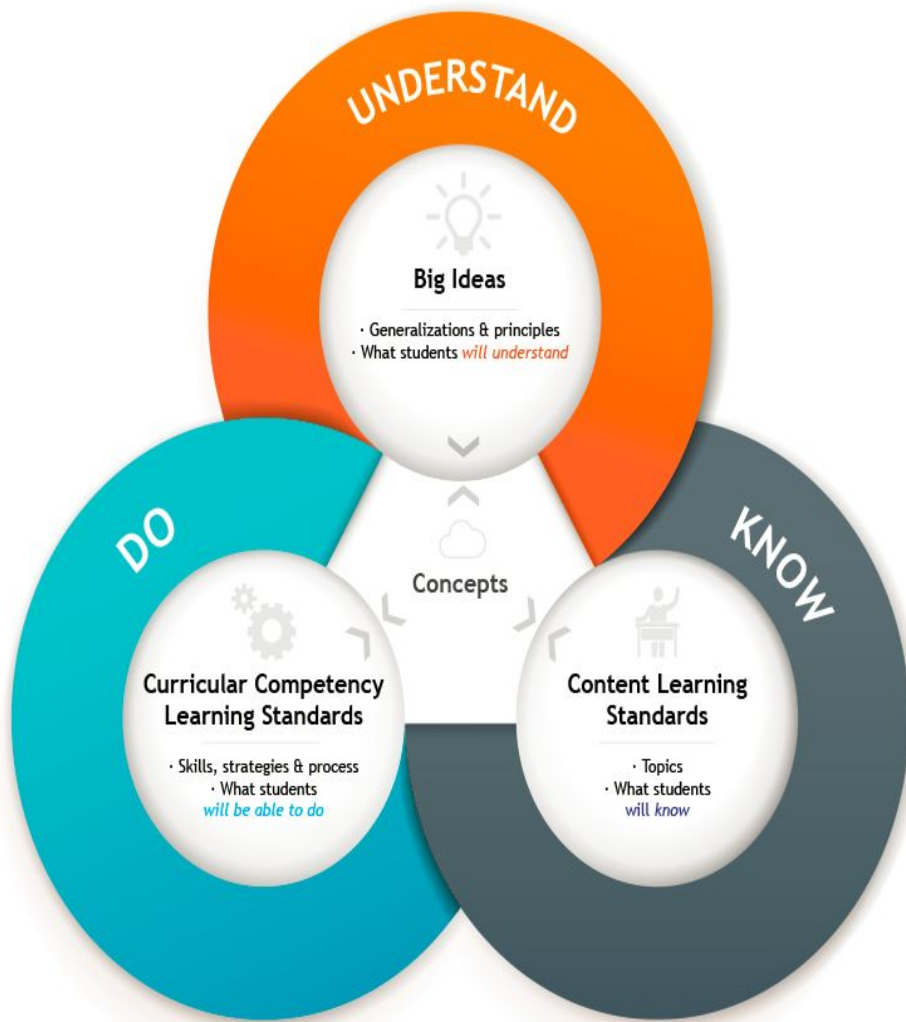 UNDERSTAND
Big Ideas
· Generalizations & principles
· What students will understand
Concepts
DO
Curricular Competency
Learning Standards
· Skills, strategies & process
· What students
will be able to do
KNOW
Content Learning
Standards
· Topics
· What students
will know